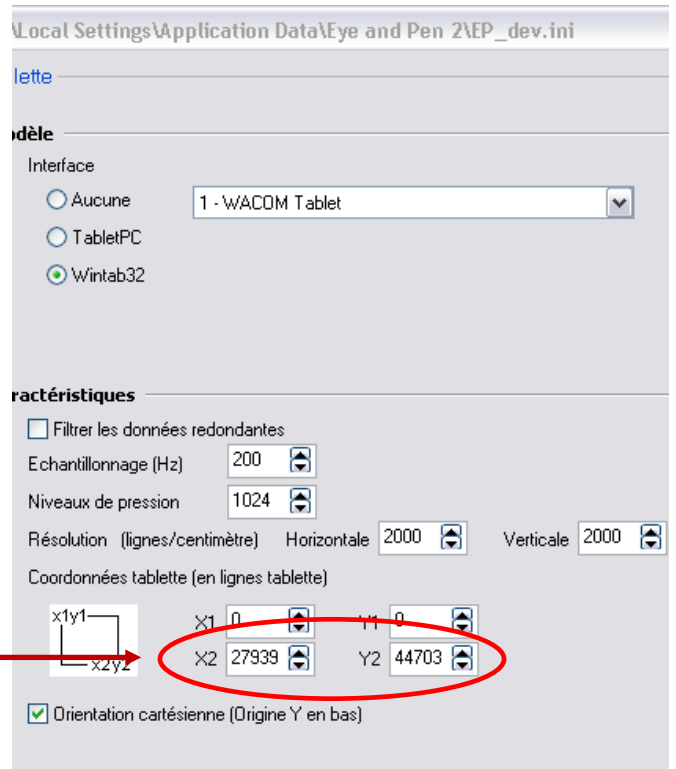 \Local Settings\Application Data\Eye and Pen 2\EP_dev.ini
lette
dèle
Interface
Aucune 1 - WACOM Tablet
TabletPC
Wintab32
ractéristiques
Filtrer les données redondantes
Echantillonnage (Hz) 200
Niveaux de pression 1024
Résolution (lignes/centimètre) Horizontale 2000 Verticale 2000
Coordonnées tablette (en lignes tablette)
x1y1 X1 0 Y1 0
x2y2 X2 27939 Y2 44703
Orientation cartésienne (Origine Y en bas)